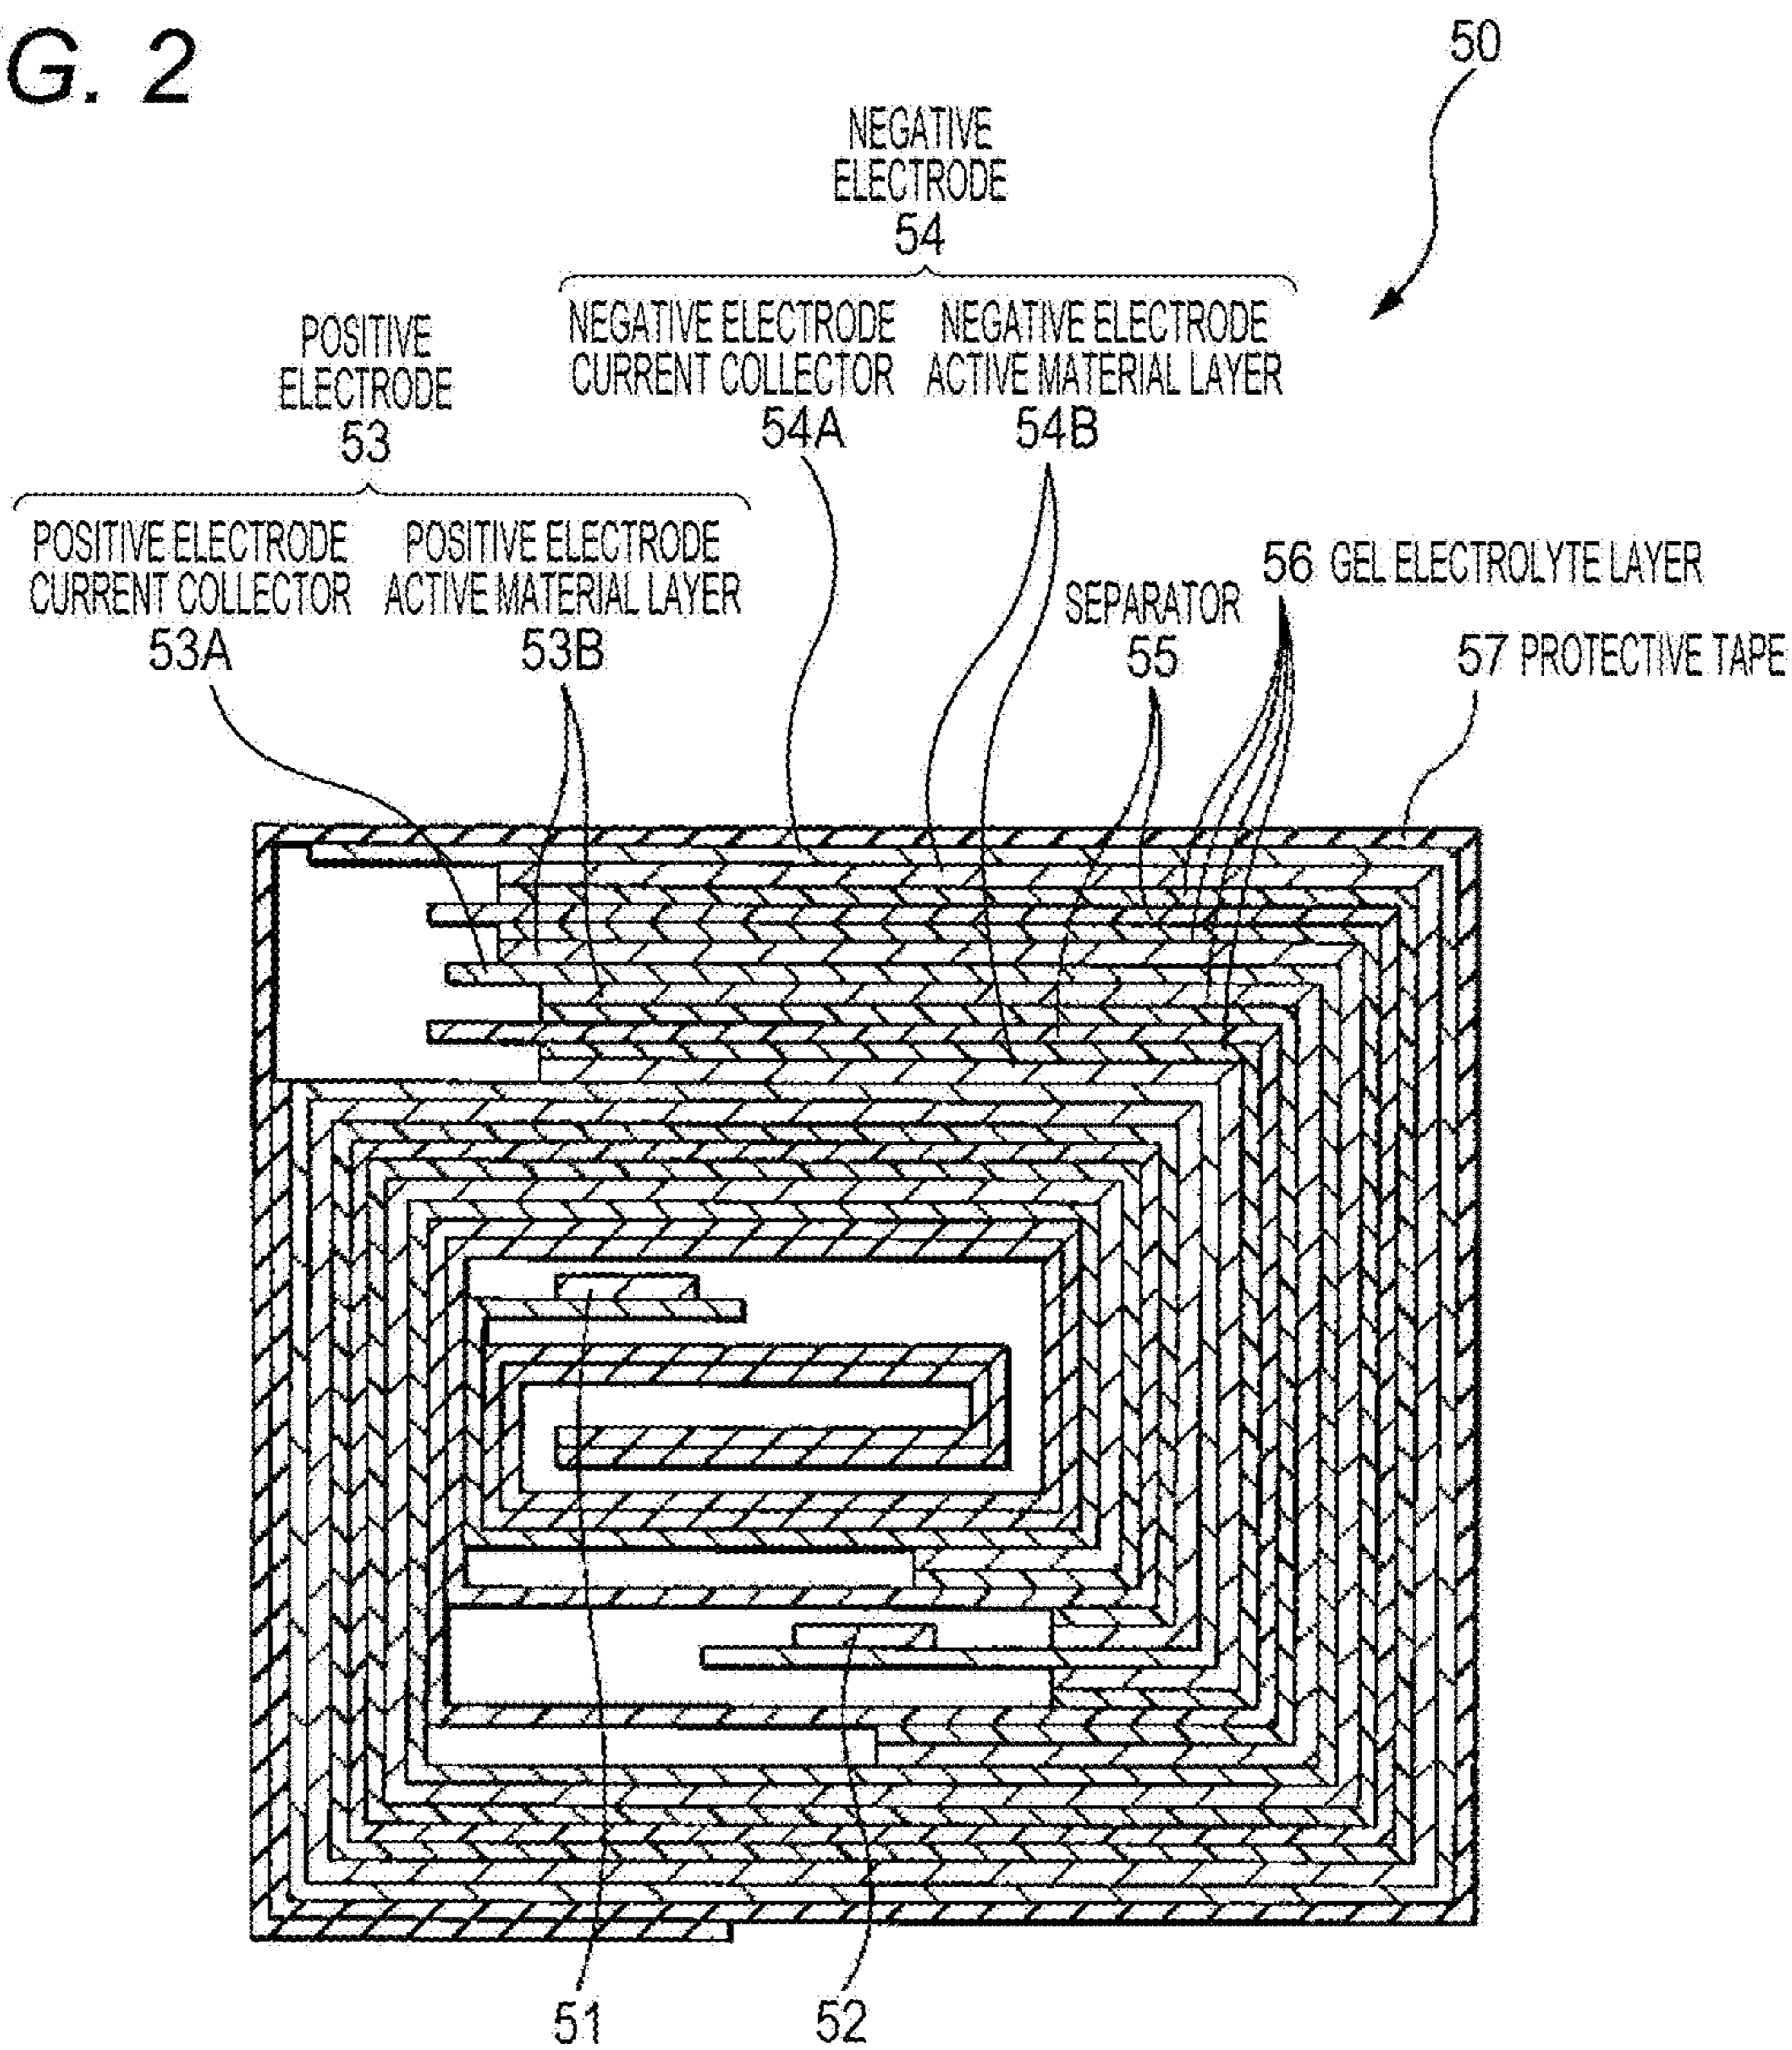 G. 2
50
NEGATIVE
ELECTRODE
54
NEGATIVE ELECTRODE
CURRENT COLLECTOR
54A
NEGATIVE ELECTRODE
ACTIVE MATERIAL LAYER
54B
POSITIVE
ELECTRODE
53
POSITIVE ELECTRODE
CURRENT COLLECTOR
53A
POSITIVE ELECTRODE
ACTIVE MATERIAL LAYER
53B
SEPARATOR
55
56 GEL ELECTROLYTE LAYER
57 PROTECTIVE TAPE
51
52